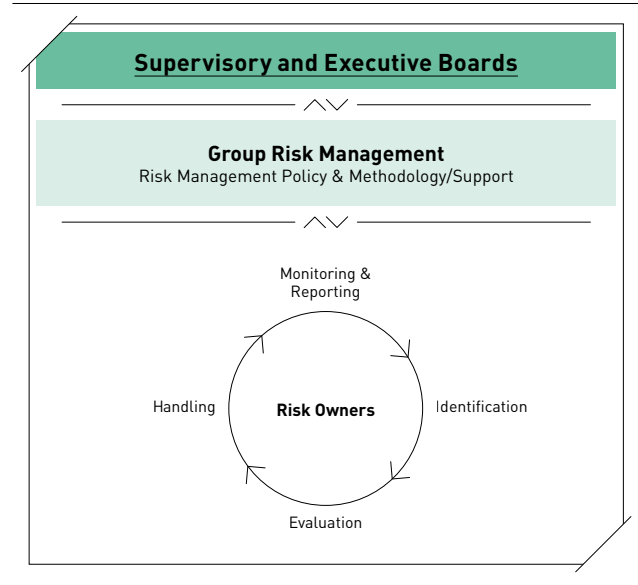 Supervisory and Executive Boards
Group Risk Management
Risk Management Policy & Methodology/Support
Monitoring &
Reporting
Handling
Risk Owners
Identification
Evaluation